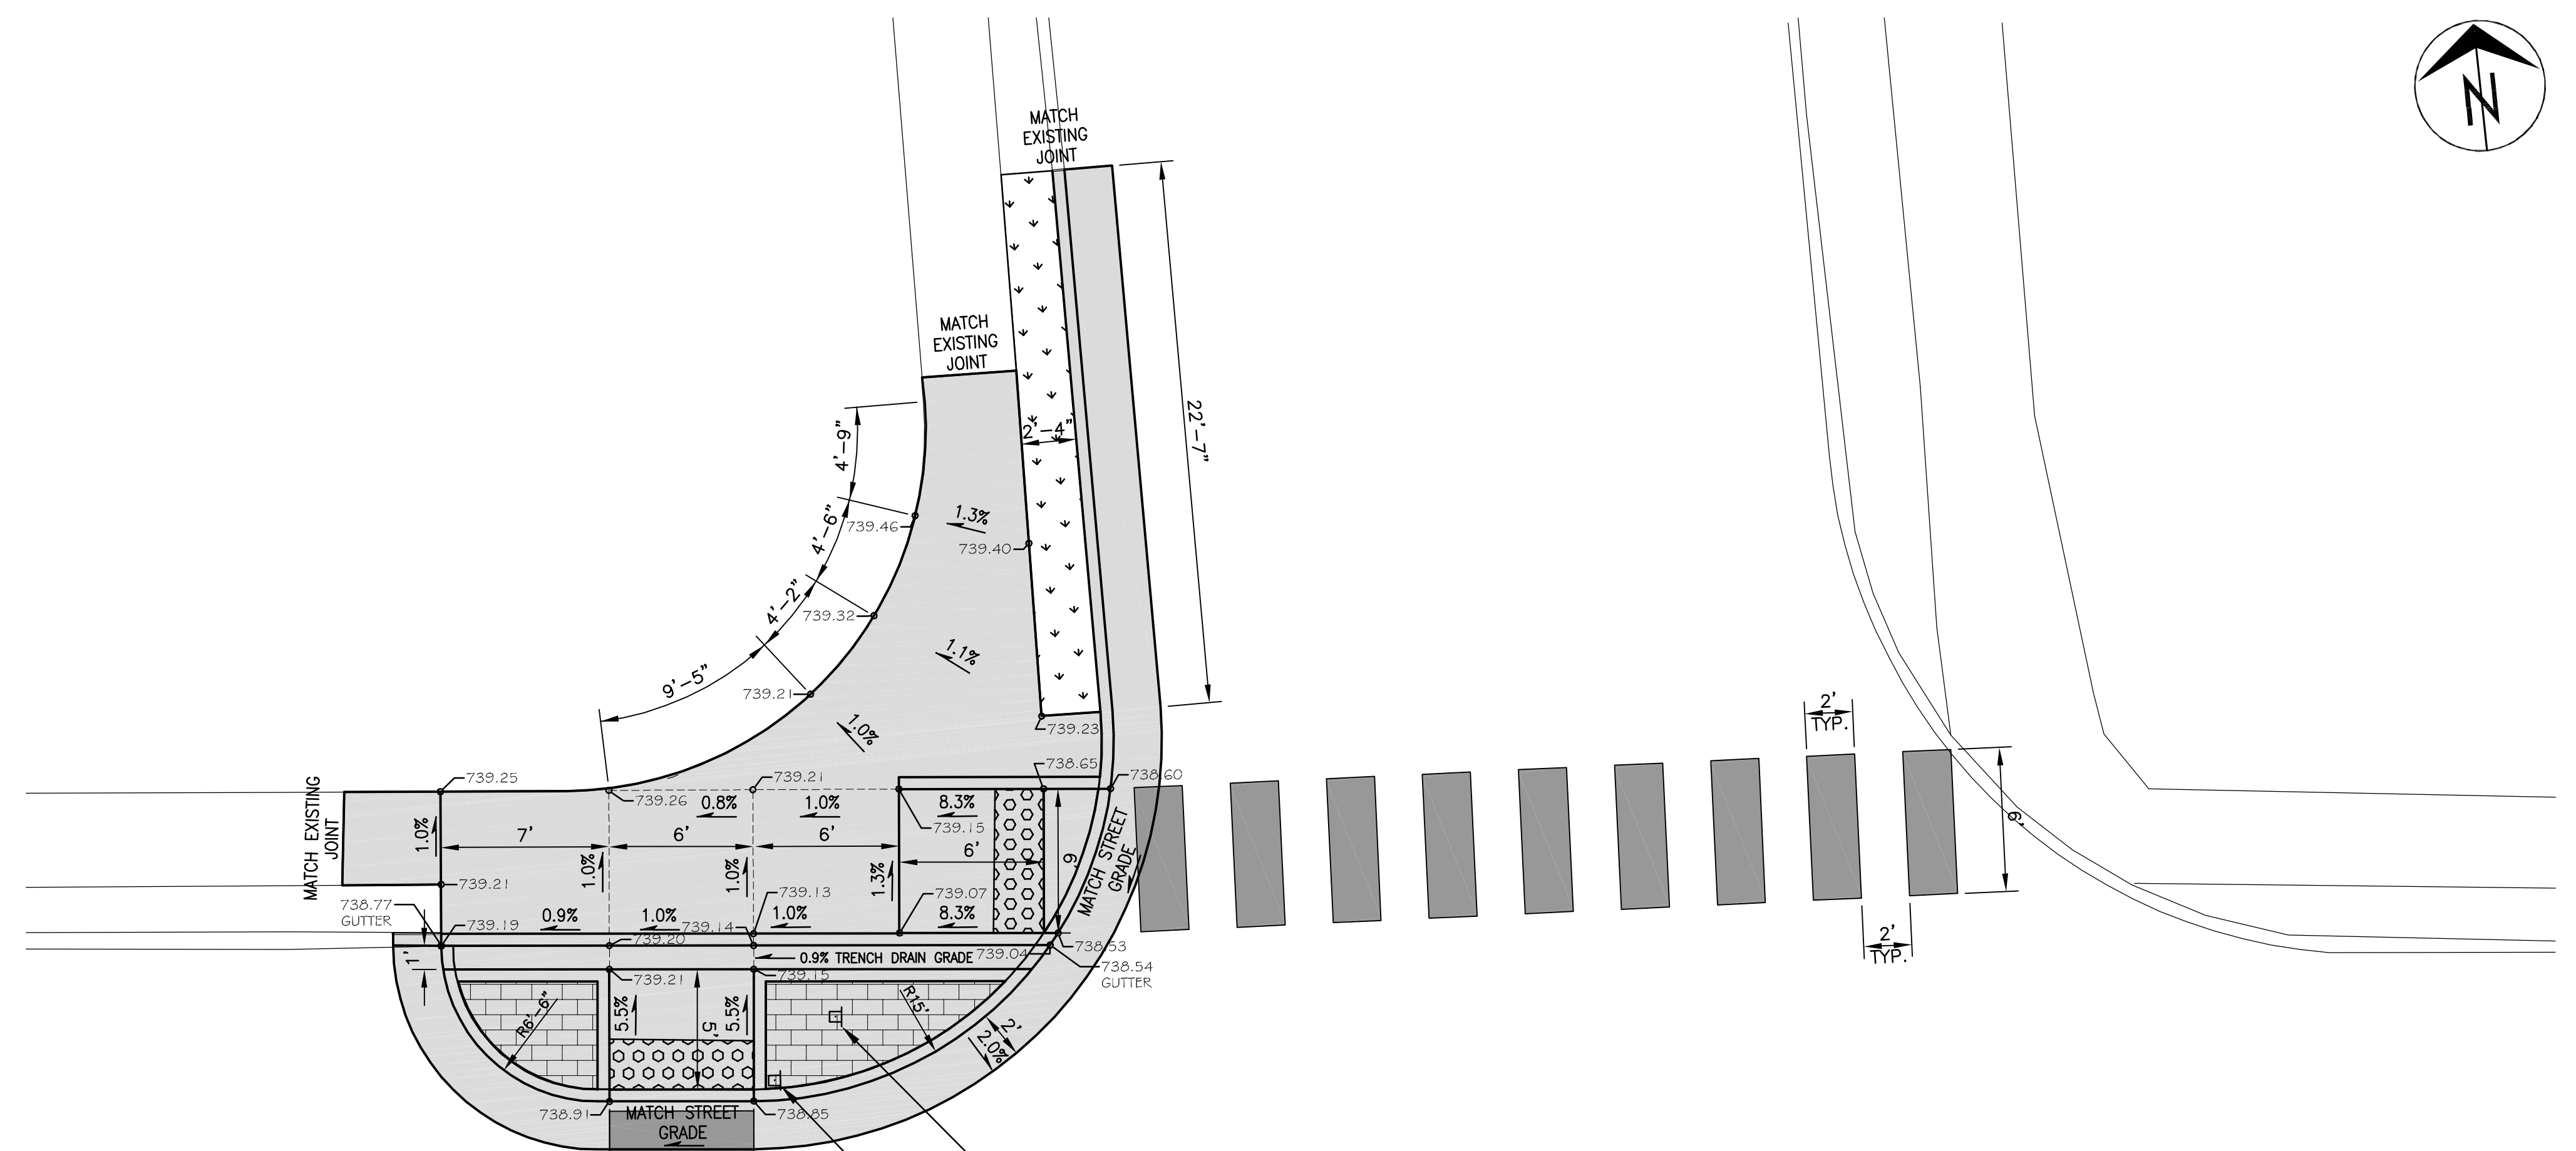 N
MATCH
EXISTING
JOINT
MATCH
EXISTING
JOINT
22'-7"
2'-4"
4'-9"
4'-6"
4'-2"
9'-5"
739.46
1.3%
739.40
739.32
1.1%
739.21
1.0%
739.23
2'
TYP.
MATCH EXISTING
JOINT
739.25
739.26
739.21
738.65
738.60
0.8%
1.0%
8.3%
739.15
1.0%
7'
6'
6'
6'
6'
6'
1.0%
1.0%
1.3%
MATCH STREET
GRADE
739.21
739.13
739.07
738.77
GUTTER
739.19
0.9%
1.0%
739.14
1.0%
8.3%
739.20
738.53
0.9% TRENCH DRAIN GRADE
739.04
738.54
GUTTER
1'
739.21
739.15
2'
TYP.
5.5%
5.5%
5'
R6'-6"
R15'
2'
2.0%
738.91
MATCH STREET
GRADE
738.85